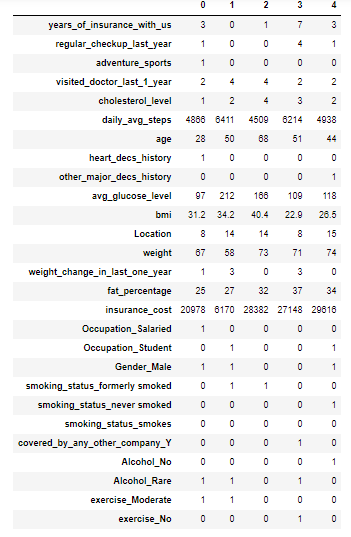 0 1 2 3 4
years_of_insurance_with_us 3 0 1 7 3
regular_checkup_last_year 1 0 0 4 1
adventure_sports 1 0 0 0 0
visited_doctor_last_1_year 2 4 4 2 2
cholesterol_level 1 2 4 3 2
daily_avg_steps 4866 6411 4509 6214 4938
age 28 50 68 51 44
heart_decs_history 1 0 0 0 0
other_major_decs_history 0 0 0 0 1
avg_glucose_level 97 212 166 109 118
bmi 31.2 34.2 40.4 22.9 26.5
Location 8 14 14 8 15
weight 67 58 73 71 74
weight_change_in_last_one_year 1 3 0 3 0
fat_percentage 25 27 32 37 34
insurance_cost 20978 6170 28382 27148 29616
Occupation_Salaried 1 0 0 0 0
Occupation_Student 0 1 0 0 1
Gender_Male 1 1 0 0 1
smoking_status_formerly smoked 0 1 1 0 0
smoking_status_never smoked 0 0 0 0 1
smoking_status_smokes 0 0 0 0 0
covered_by_any_other_company_Y 0 0 0 1 0
Alcohol_No 0 0 0 0 1
Alcohol_Rare 1 1 0 1 0
exercise_Moderate 1 1 0 0 0
exercise_No 0 0 0 1 0